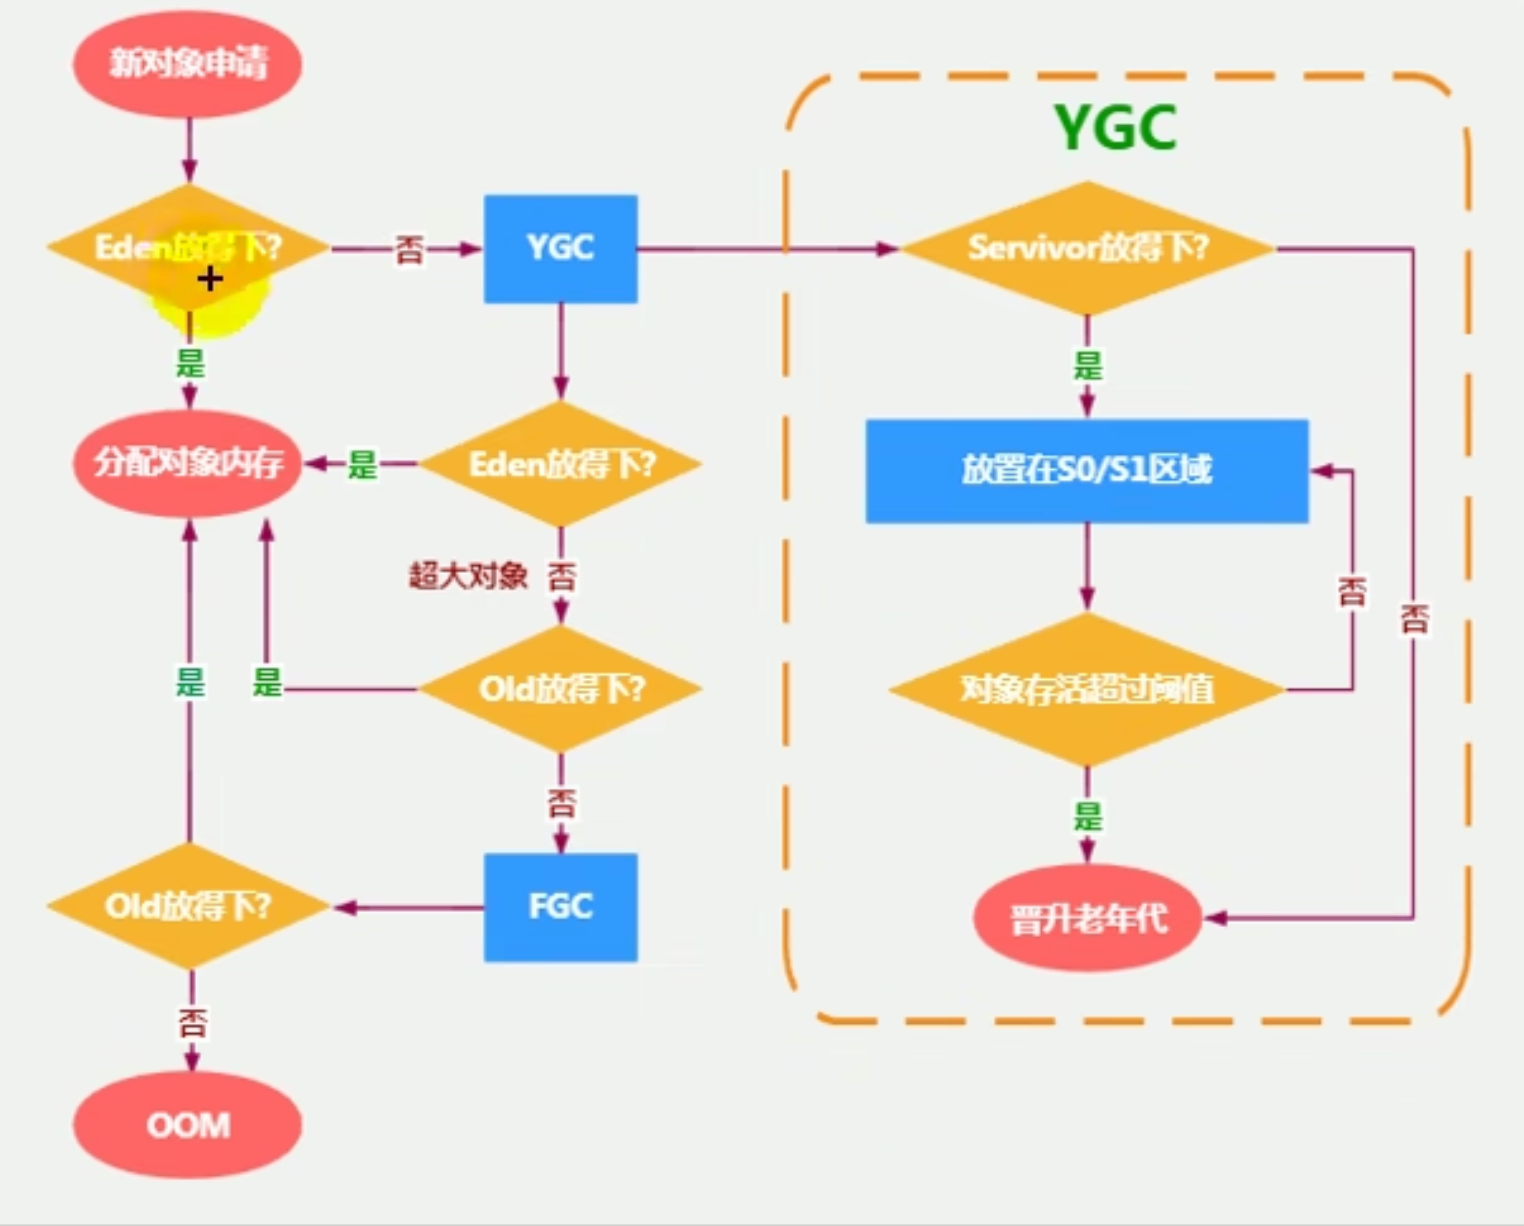 新对象申请
YGC
Eden放得下?
否
YGC
Servivor放得下?
是
是
分配对象内存
是
Eden放得下?
放置在S0/S1区域
超大对象
否
否
否
是
是
Old放得下?
对象存活超过阈值
否
是
Old放得下?
FGC
晋升老年代
否
OOM